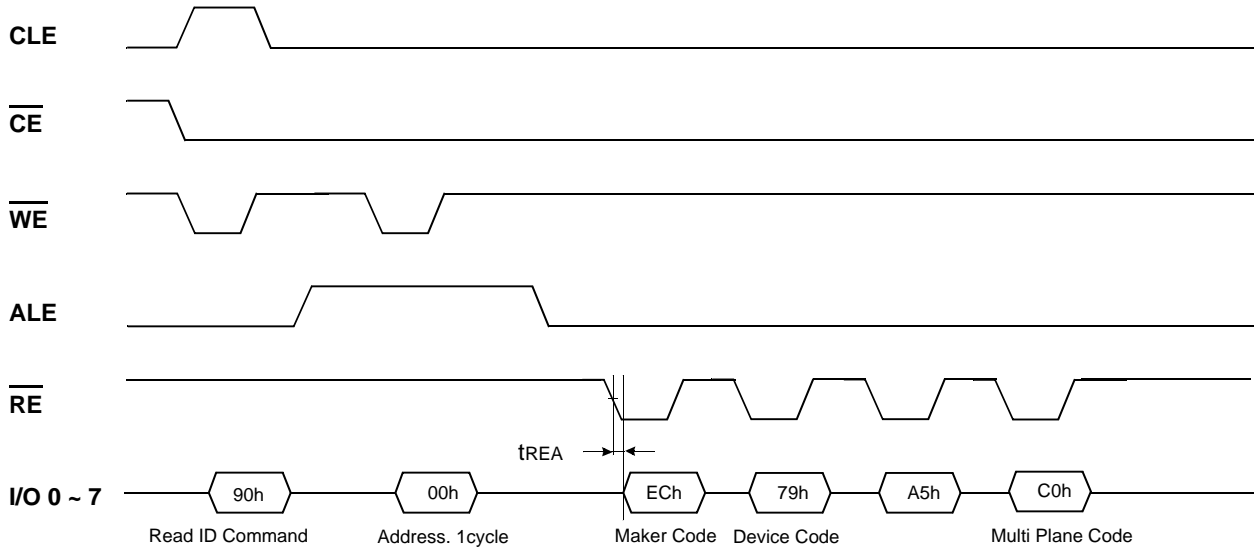 CLE
CE
WE
ALE
RE
tREA
I/O 0 ~ 7
90h
00h
ECh
79h
A5h
C0h
Read ID Command
Address. 1cycle
Maker Code
Device Code
Multi Plane Code